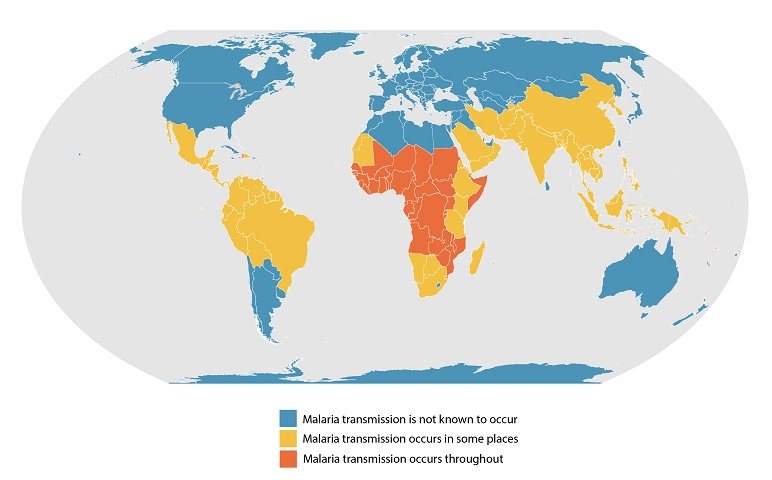 Malaria transmission is not known to occur
Malaria transmission occurs in some places
Malaria transmission occurs throughout